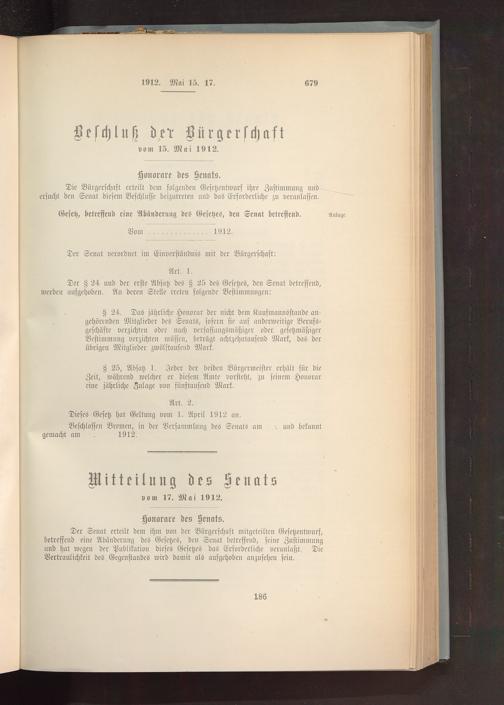 1912. Mai 15. 17. 679
Beschluß der Bürgerschaft
vom 15. Mai 1912.
Honorare des Senats.
Die Bürgerschaft erteilt dem folgenden Gesetzentwurf ihre Zustimmung und
ersucht den Senat diesem Beschlusse beizutreten und das Erforderliche zu veranlassen.
Gesetz, betreffend eine Abänderung des Gesetzes, den Senat betreffend. Anlage
Vom . . . . . . . . . . . . . . 1912.
Der Senat verordnet im Einverständnis mit der Bürgerschaft:
Art. 1.
Der § 24 und der erste Absatz des § 25 des Gesetzes, den Senat betreffend,
werden aufgehoben. An deren Stelle treten folgende Bestimmungen:
§ 24. Das jährliche Honorar der nicht dem Kaufmannsstande an-
gehörenden Mitglieder des Senats, sofern sie auf anderweitige Berufs-
geschäfte verzichten oder nach verfassungsmäßiger oder gesetzmäßiger
Bestimmung verzichten müssen, beträgt achtzehntausend Mark, das der
übrigen Mitglieder zwölftausend Mark.
§ 25, Absatz 1. Jeder der beiden Bürgermeister erhält für die
Zeit, während welcher er diesem Amte vorsteht, zu seinem Honorar
eine jährliche Zulage von fünftausend Mark.
Art. 2.
Dieses Gesetz hat Geltung vom 1. April 1912 an.
Beschlossen Bremen, in der Versammlung des Senats am . und bekannt
gemacht am . 1912.
Mitteilung des Senats
vom 17. Mai 1912.
Honorare des Senats.
Der Senat erteilt dem ihm von der Bürgerschaft mitgeteilten Gesetzentwurf,
betreffend eine Abänderung des Gesetzes, den Senat betreffend, seine Zustimmung
und hat wegen der Publikation dieses Gesetzes das Erforderliche veranlaßt. Die
Vertraulichkeit des Gegenstandes wird damit als aufgehoben anzusehen sein.
186